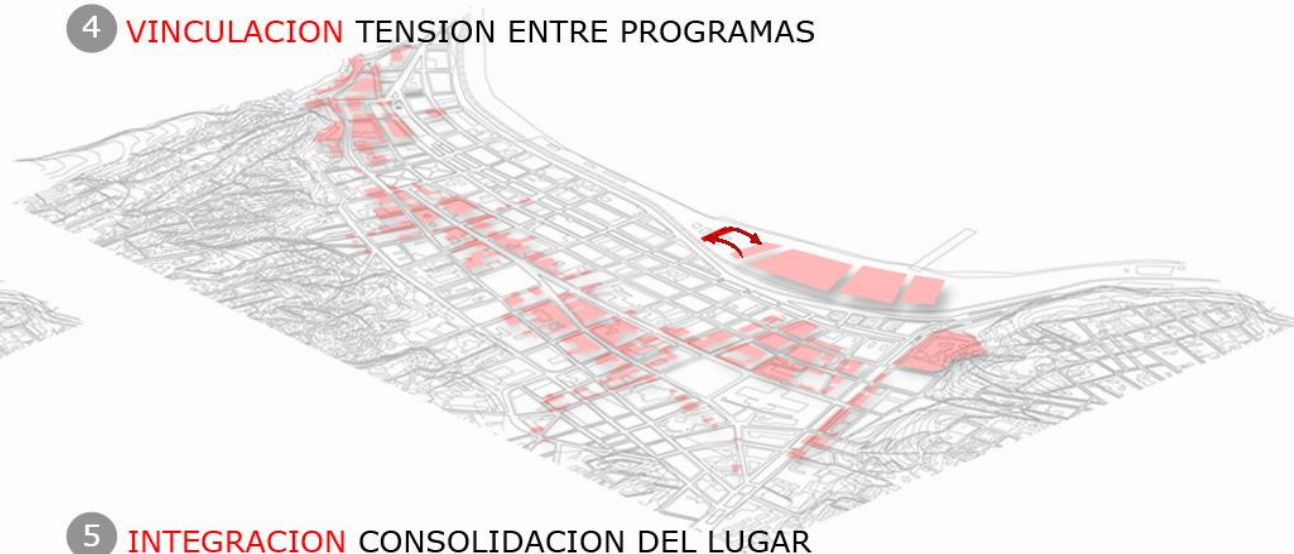 4 VINCULACION TENSION ENTRE PROGRAMAS
5 INTEGRACION CONSOLIDACION DEL LUGAR